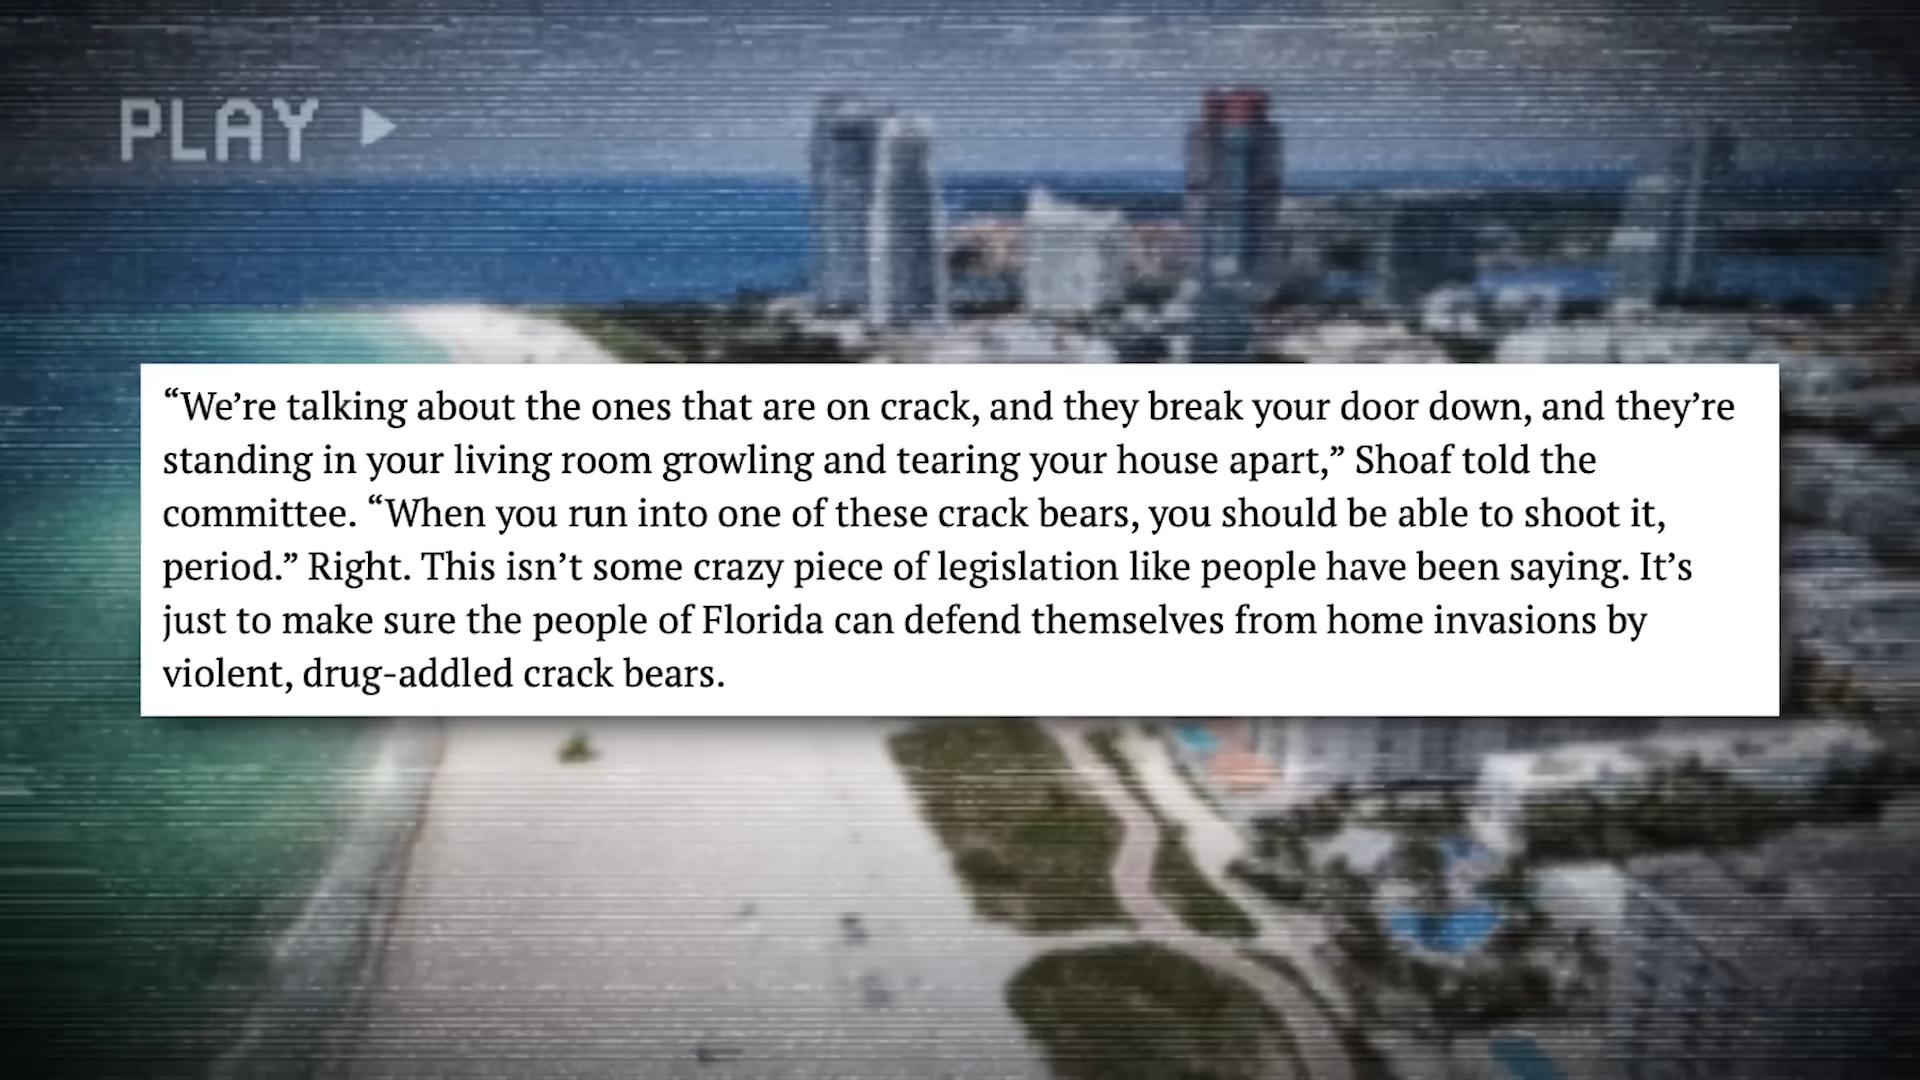 PLAY
“We’re talking about the ones that are on crack, and they break your door down, and they’re
standing in your living room growling and tearing your house apart,” Shoaf told the
committee. “When you run into one of these crack bears, you should be able to shoot it,
period.” Right. This isn’t some crazy piece of legislation like people have been saying. It’s
just to make sure the people of Florida can defend themselves from home invasions by
violent, drug-addled crack bears.